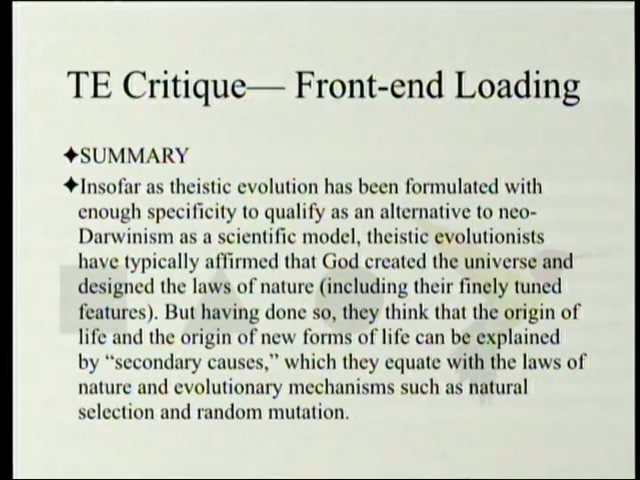 TE Critique— Front-end Loading
✦SUMMARY
✦Insofar as theistic evolution has been formulated with
enough specificity to qualify as an alternative to neo-
Darwinism as a scientific model, theistic evolutionists
have typically affirmed that God created the universe and
designed the laws of nature (including their finely tuned
features). But having done so, they think that the origin of
life and the origin of new forms of life can be explained
by “secondary causes,” which they equate with the laws of
nature and evolutionary mechanisms such as natural
selection and random mutation.